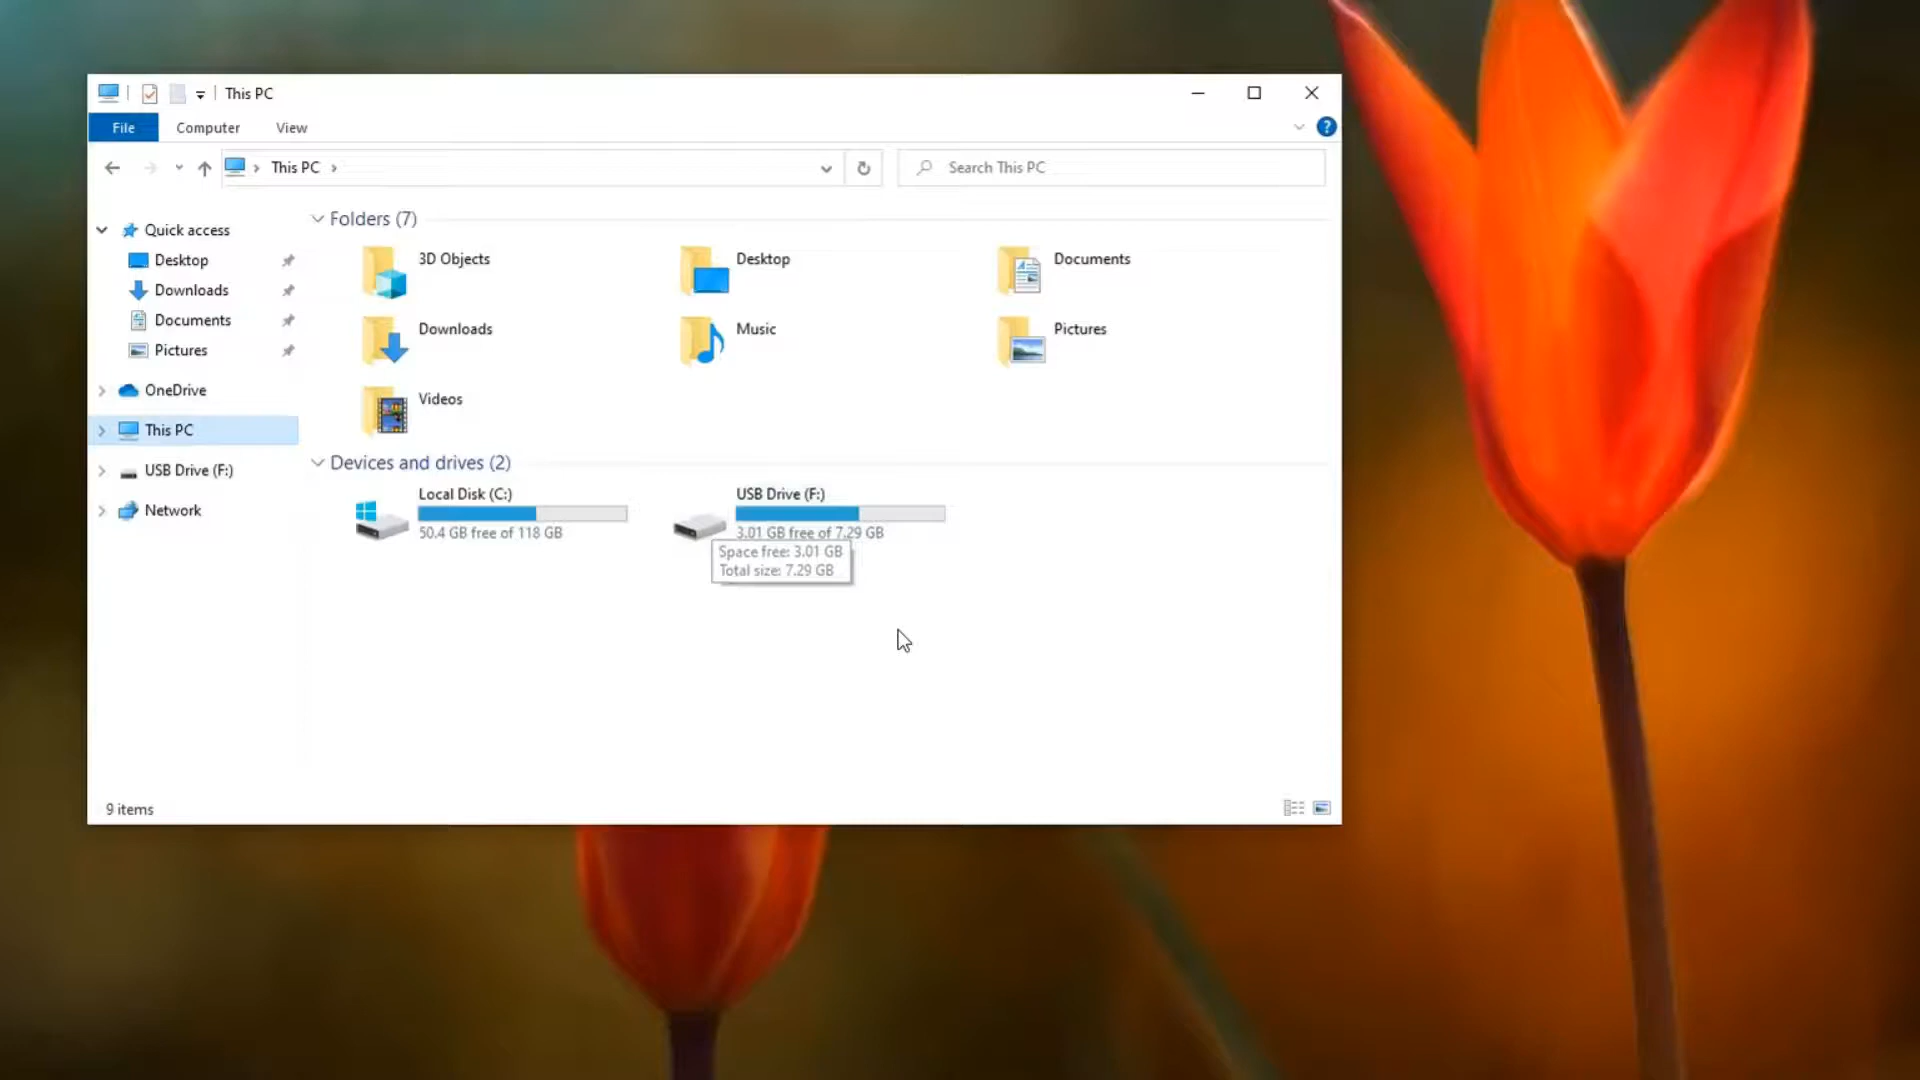 This PC
File
Computer
View
?
This PC
Search This PC
Quick access
Desktop
Downloads
Documents
Pictures
OneDrive
This PC
USB Drive (F:)
Network
Folders (7)
3D Objects
Desktop
Documents
Downloads
Music
Pictures
Videos
Devices and drives (2)
Local Disk (C:)
50.4 GB free of 118 GB
USB Drive (F:)
3.01 GB free of 7.29 GB
Space free: 3.01 GB
Total size: 7.29 GB
9 items